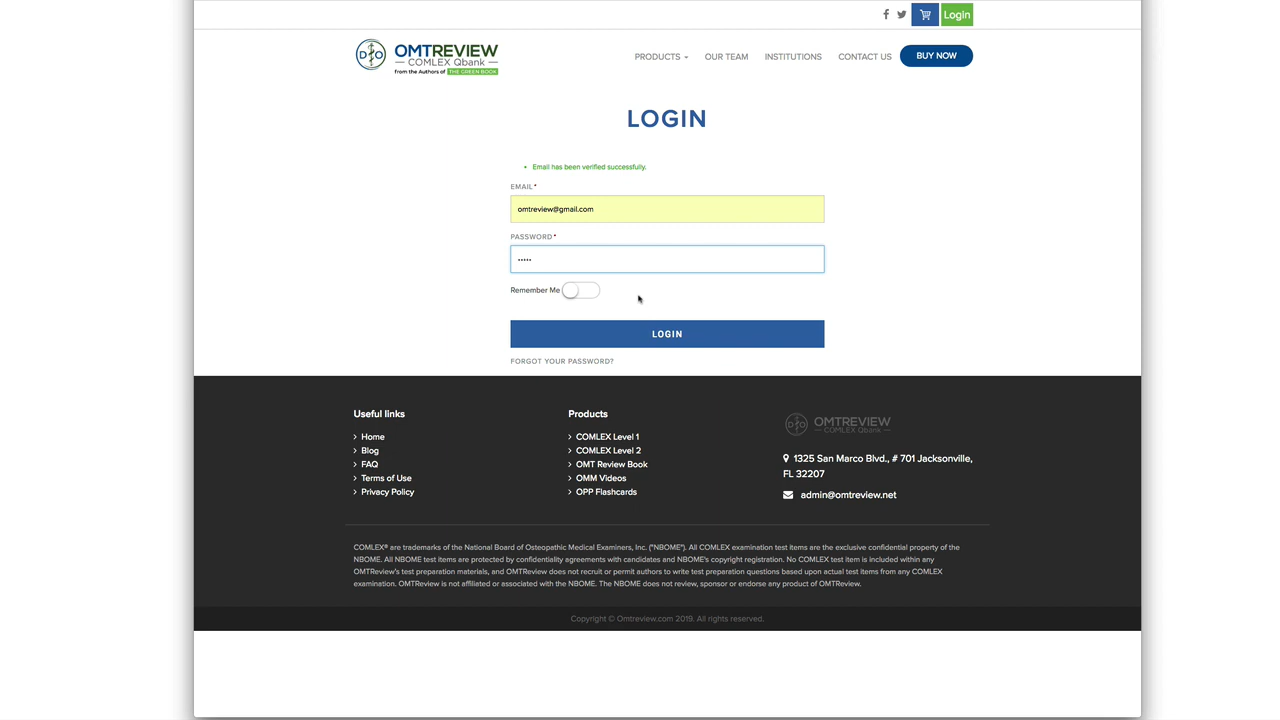 Login
OMTREVIEW
COMLEX Qbank
from the Authors of THE GREEN BOOK
PRODUCTS
OUR TEAM
INSTITUTIONS
CONTACT US
BUY NOW
LOGIN
Email has been verified successfully.
EMAIL*
omtreview@gmail.com
PASSWORD*
•••••
Remember Me
LOGIN
FORGOT YOUR PASSWORD?
Useful links
Home
Blog
FAQ
Terms of Use
Privacy Policy
Products
COMLEX Level 1
COMLEX Level 2
OMT Review Book
OMM Videos
OPP Flashcards
OMTREVIEW
COMLEX Qbank
1325 San Marco Blvd., # 701 Jacksonville,
FL 32207
admin@omtreview.net
COMLEX® are trademarks of the National Board of Osteopathic Medical Examiners, Inc. ("NBOME"). All COMLEX examination test items are the exclusive confidential property of the
NBOME. All NBOME test items are protected by confidentiality agreements with candidates and NBOME's copyright registration. No COMLEX test item is included within any
OMTReview's test preparation materials, and OMTReview does not recruit or permit authors to write test preparation questions based upon actual test items from any COMLEX
examination. OMTReview is not affiliated or associated with the NBOME. The NBOME does not review, sponsor or endorse any product of OMTReview.
Copyright © Omtreview.com 2019. All rights reserved.